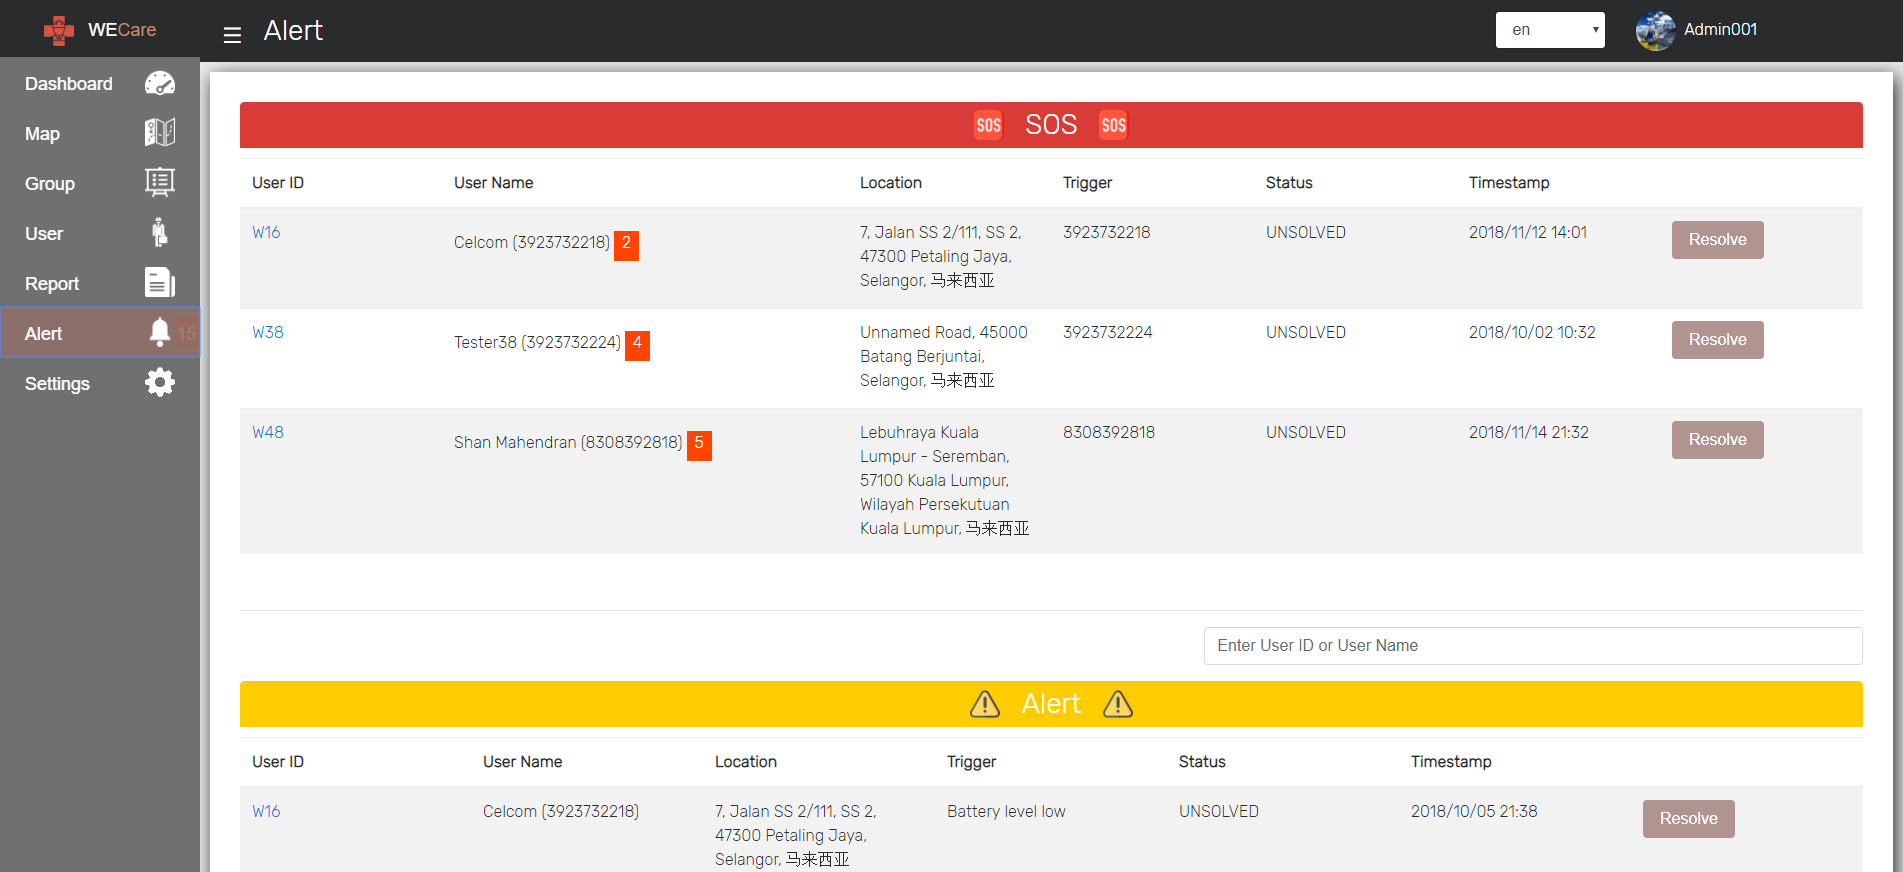 WECare
☰ Alert
en
Admin001
Dashboard
Map
Group
User
Report
Alert 15
Settings
SOS SOS SOS
User ID User Name Location Trigger Status Timestamp
W16 Celcom (3923732218) 2 7, Jalan SS 2/111, SS 2, 3923732218 UNSOLVED 2018/11/12 14:01 Resolve
47300 Petaling Jaya,
Selangor, 马来西亚
W38 Tester38 (3923732224) 4 Unnamed Road, 45000 3923732224 UNSOLVED 2018/10/02 10:32 Resolve
Batang Berjuntai,
Selangor, 马来西亚
W48 Shan Mahendran (8308392818) 5 Lebuhraya Kuala 8308392818 UNSOLVED 2018/11/14 21:32 Resolve
Lumpur - Seremban,
57100 Kuala Lumpur,
Wilayah Persekutuan
Kuala Lumpur, 马来西亚
Enter User ID or User Name
Alert
User ID User Name Location Trigger Status Timestamp
W16 Celcom (3923732218) 7, Jalan SS 2/111, SS 2, Battery level low UNSOLVED 2018/10/05 21:38 Resolve
47300 Petaling Jaya,
Selangor, 马来西亚